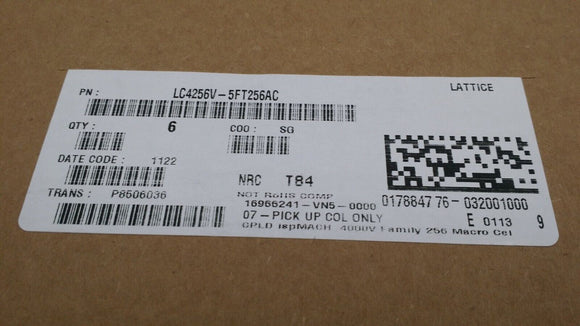 PN: LC4256V-5FT256AC LATTICE
QTY: 6 COO: SG
DATE CODE: 1122
NRC T84
TRANS: P8506036
NOT RoHS COMP
16966241-VN5-0000 01788476-032001000
07-PICK UP COL ONLY E 0113 9
CPLD ispMACH 4000V Family 256 Macro Cel